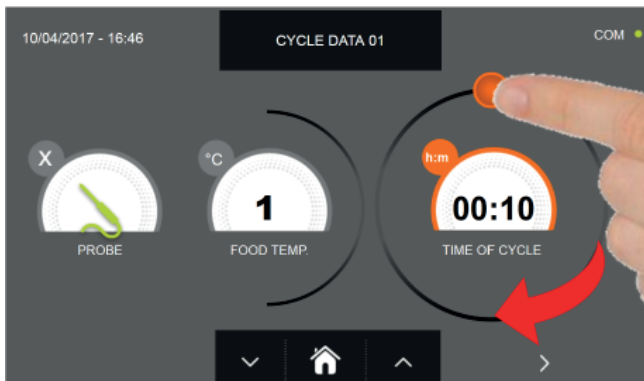 10/04/2017 - 16:46
CYCLE DATA 01
COM
X
°C
h:m
1
00:10
PROBE
FOOD TEMP.
TIME OF CYCLE